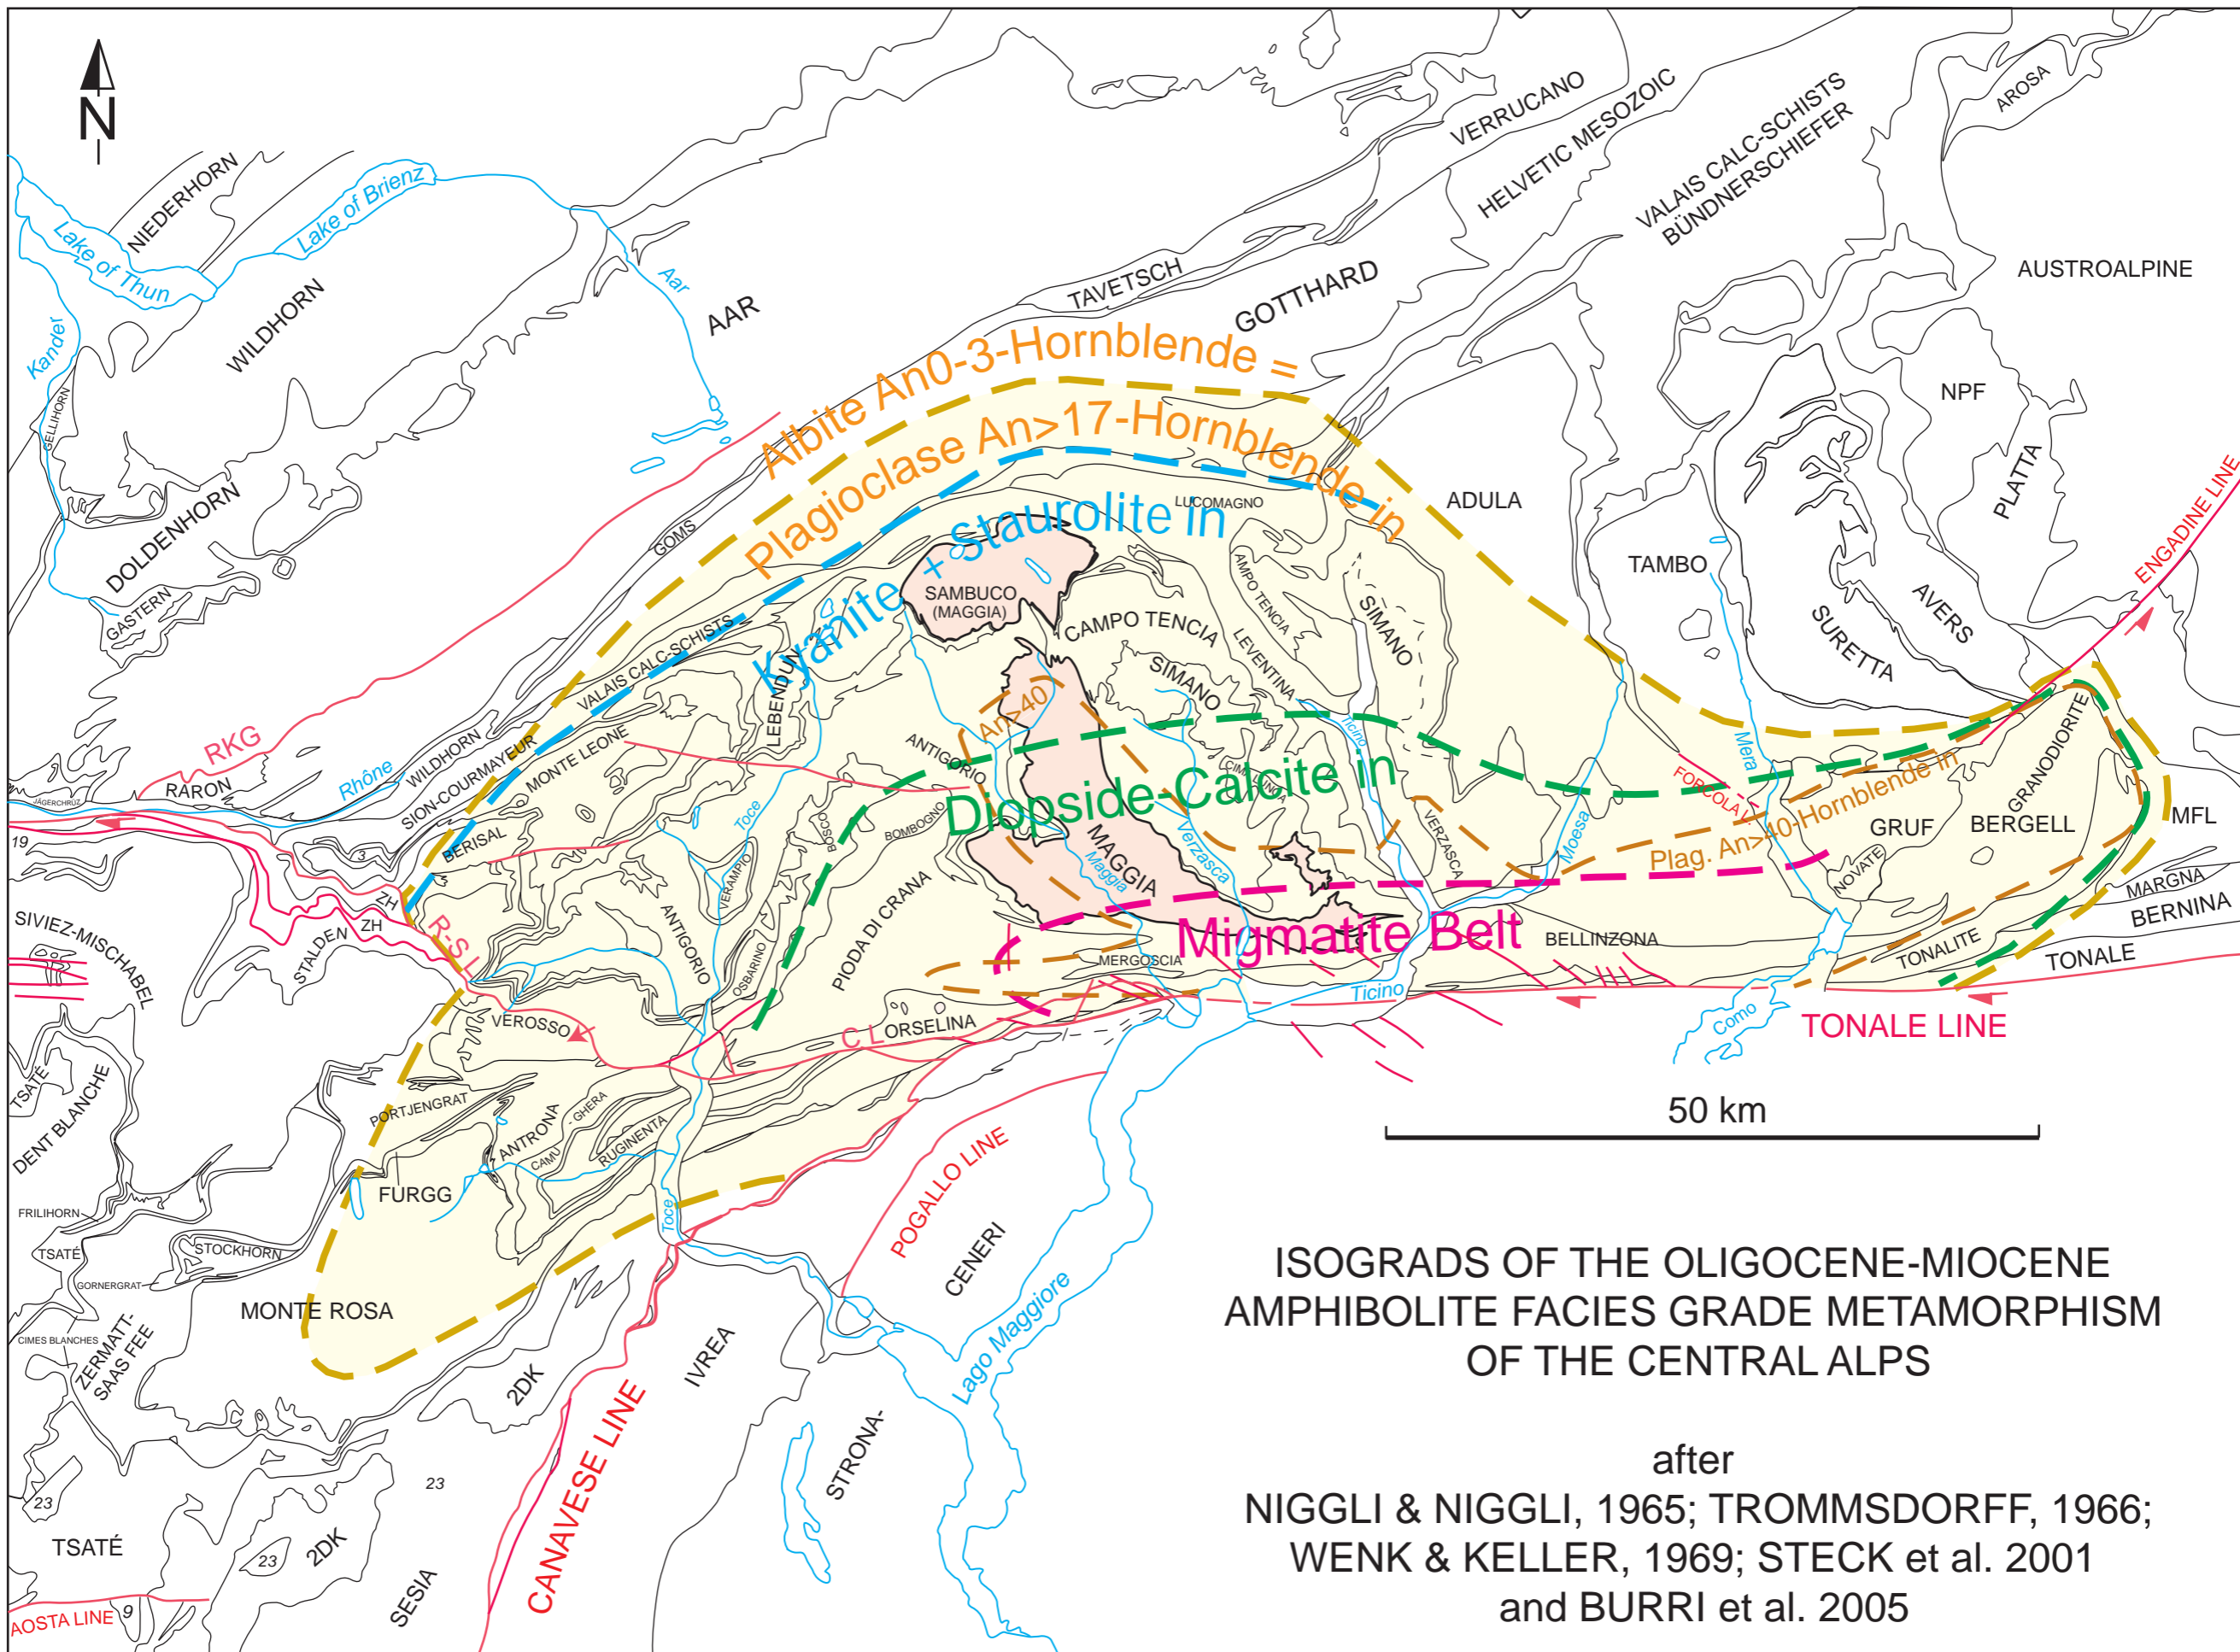 N
VERRUCANO
HELVETIC MESOZOIC
VALAIS CALC-SCHISTS
BÜNDNERSCHIEFER
AROSA
NIEDERHORN
Lake of Brienz
Lake of Thun
Kander
WILDHORN
Aar
AAR
TAVETSCH
GOTTHARD
AUSTROALPINE
GELLIHORN
Albite An0-3-Hornblende =
Plagioclase An>17-Hornblende in
NPF
PLATTA
ENGADINE LINE
DOLDENHORN
GASTERN
GOMS
Kyanite + Staurolite in
LUCOMAGNO
ADULA
TAMBO
AVERS
SURETTA
SAMBUCO
(MAGGIA)
CAMPO TENCIA
AMPO TENCIA
LEVENTINA
SIMANO
SIMANO
VALAIS CALC-SCHISTS
LEBENDUN
An>40
RKG
Rhône
RARON
JÄGERCHRÜZ
WILDHORN
SION-COURMAYEUR
MONTE LEONE
ANTIGORIO
Ticino
Mera
FORCOLA L.
GRANODIORITE
Diopside-Calcite in
CIMA LUNGA
Toce
BOSCO
BOMBOGNO
BERISAL
19
3
5
VERAMPIO
MAGGIA
Maggia
Verzasca
VERZASCA
Moesa
Plag. An>40-Hornblende in
GRUF
BERGELL
MFL
NOVATE
MARGNA
BERNINA
ZH
ZH
STALDEN
R-S L
SIVIEZ-MISCHABEL
ANTIGORIO
OSBARINO
PIODA DI CRANA
Migmatite Belt
MERGOSCIA
BELLINZONA
TONALITE
TONALE
Ticino
VEROSSO
C L
ORSELINA
Como
TONALE LINE
TSATÉ
DENT BLANCHE
PORTJENGRAT
ANTRONA
CAMU
-GHERA
RUGINENTA
FURGG
Toce
POGALLO LINE
50 km
FRILIHORN
TSATÉ
STOCKHORN
GORNERGRAT
MONTE ROSA
CIMES BLANCHES
ZERMATT-
SAAS FEE
2DK
IVREA
CENERI
Lago Maggiore
STRONA-
CANAVESE LINE
23
23
23
TSATÉ
2DK
SESIA
AOSTA LINE
9
ISOGRADS OF THE OLIGOCENE-MIOCENE
AMPHIBOLITE FACIES GRADE METAMORPHISM
OF THE CENTRAL ALPS
after
NIGGLI & NIGGLI, 1965; TROMMSDORFF, 1966;
WENK & KELLER, 1969; STECK et al. 2001
and BURRI et al. 2005